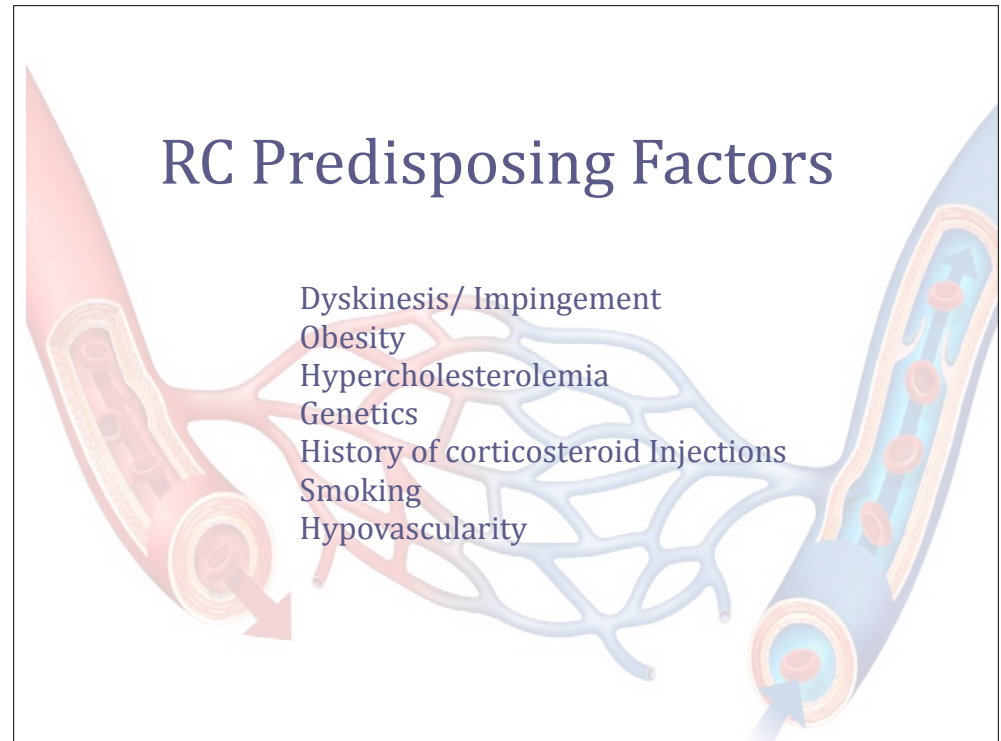 RC Predisposing Factors
Dyskinesis/ Impingement
Obesity
Hypercholesterolemia
Genetics
History of corticosteroid Injections
Smoking
Hypovascularity